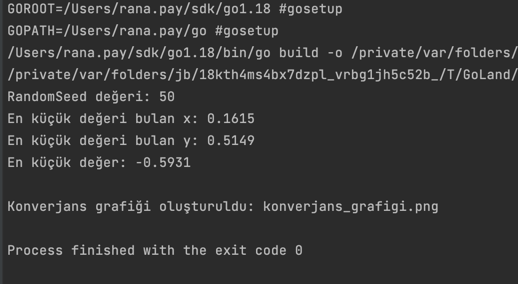 GOROOT=/Users/rana.pay/sdk/go1.18 #gosetup
GOPATH=/Users/rana.pay/go #gosetup
/Users/rana.pay/sdk/go1.18/bin/go build -o /private/var/folders/
/private/var/folders/jb/18kth4ms4bx7dzpl_vrbg1jh5c52b_/T/GoLand/
RandomSeed değeri: 50
En küçük değeri bulan x: 0.1615
En küçük değeri bulan y: 0.5149
En küçük değer: -0.5931
Konverjans grafiği oluşturuldu: konverjans_grafigi.png
Process finished with the exit code 0